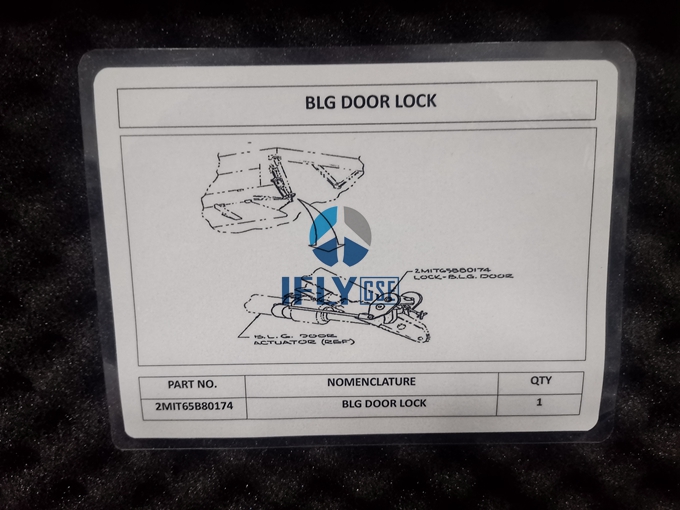 BLG DOOR LOCK
2MIT65B80174
LOCK-B.L.G. DOOR
IFLY GSE
B.L.G. DOOR
ACTUATOR (REF)
PART NO. NOMENCLATURE QTY
2MIT65B80174 BLG DOOR LOCK 1